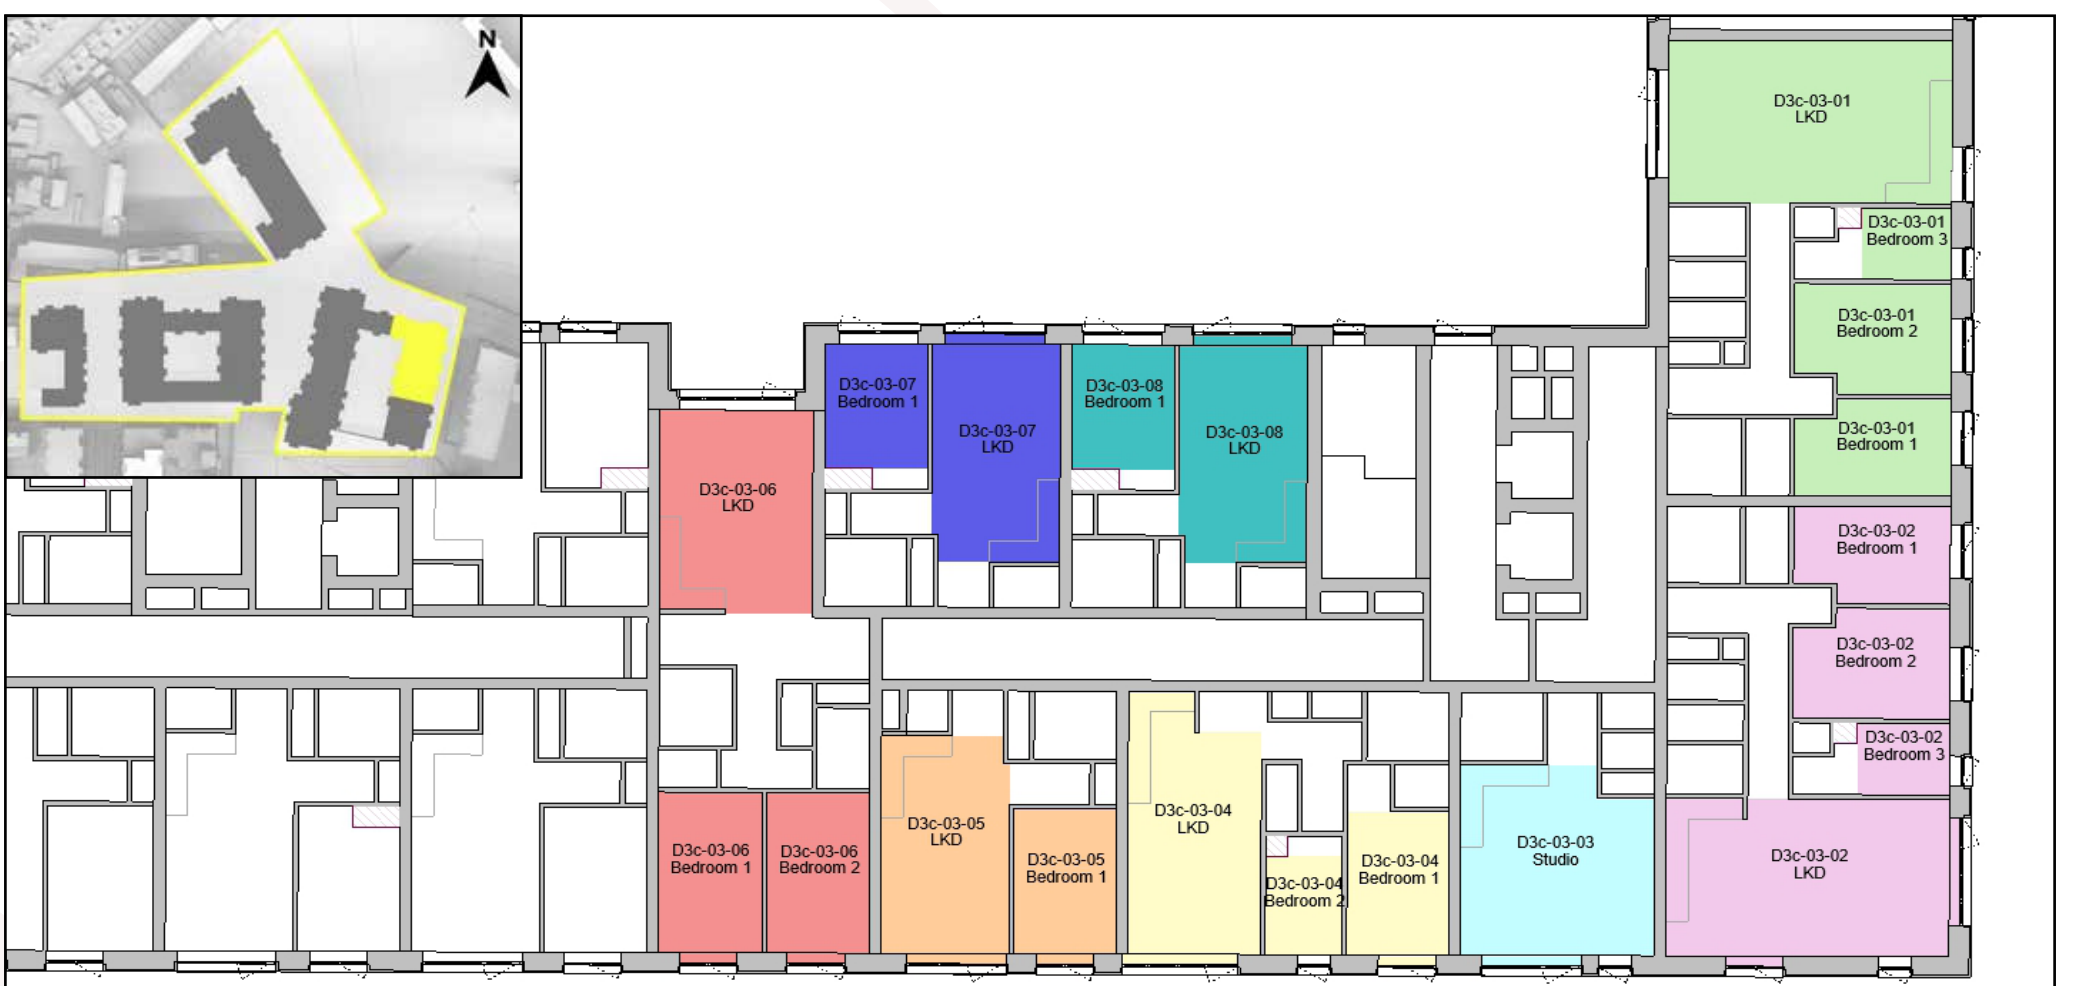 N
D3c-03-01
LKD
D3c-03-01
Bedroom 3
D3c-03-01
Bedroom 2
D3c-03-01
Bedroom 1
D3c-03-07
Bedroom 1
D3c-03-07
LKD
D3c-03-08
Bedroom 1
D3c-03-08
LKD
D3c-03-06
LKD
D3c-03-02
Bedroom 1
D3c-03-02
Bedroom 2
D3c-03-02
Bedroom 3
D3c-03-06
Bedroom 1
D3c-03-06
Bedroom 2
D3c-03-05
LKD
D3c-03-05
Bedroom 1
D3c-03-04
LKD
D3c-03-04
Bedroom 2
D3c-03-04
Bedroom 1
D3c-03-03
Studio
D3c-03-02
LKD